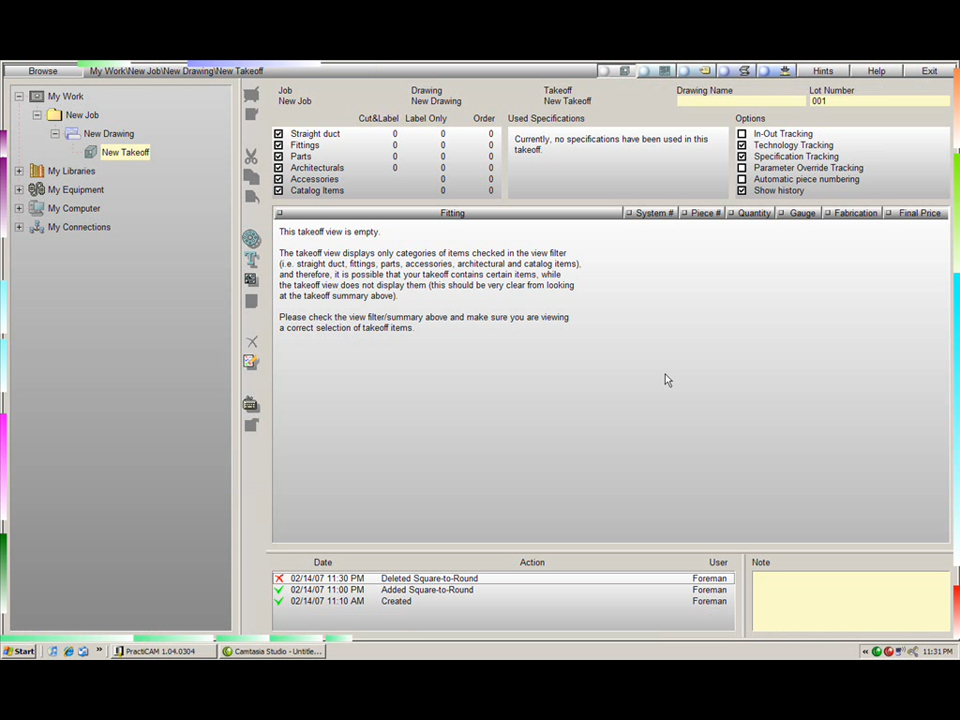 Browse
My Work\New Job\New Drawing\New Takeoff
Hints
Help
Exit
My Work
New Job
New Drawing
New Takeoff
My Libraries
My Equipment
My Computer
My Connections
Job
New Job
Drawing
New Drawing
Takeoff
New Takeoff
Drawing Name
Lot Number
001
Cut&Label Label Only Order
Straight duct 0 0 0
Fittings 0 0 0
Parts 0 0 0
Architecturals 0 0 0
Accessories 0 0
Catalog Items 0 0
Used Specifications
Currently, no specifications have been used in this
takeoff.
Options
In-Out Tracking
Technology Tracking
Specification Tracking
Parameter Override Tracking
Automatic piece numbering
Show history
Fitting System # Piece # Quantity Gauge Fabrication Final Price
This takeoff view is empty.
The takeoff view displays only categories of items checked in the view filter
(i.e. straight duct, fittings, parts, accessories, architectural and catalog items),
and therefore, it is possible that your takeoff contains certain items, while
the takeoff view does not display them (this should be very clear from looking
at the takeoff summary above).
Please check the view filter/summary above and make sure you are viewing
a correct selection of takeoff items.
Date Action User
02/14/07 11:30 PM Deleted Square-to-Round Foreman
02/14/07 11:00 PM Added Square-to-Round Foreman
02/14/07 11:10 AM Created Foreman
Note
Start
»
PractiCAM 1.04.0304
Camtasia Studio - Untitle...
«
11:31 PM